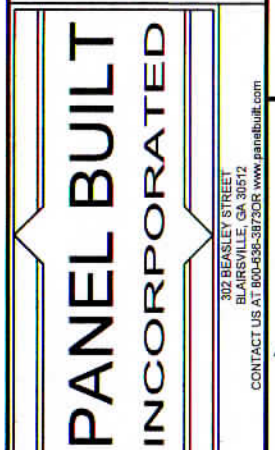 PANEL BUILT
INCORPORATED
302 BEASLEY STREET
BLAIRSVILLE, GA 30512
CONTACT US AT 800-636-3873OR www.panelbuilt.com